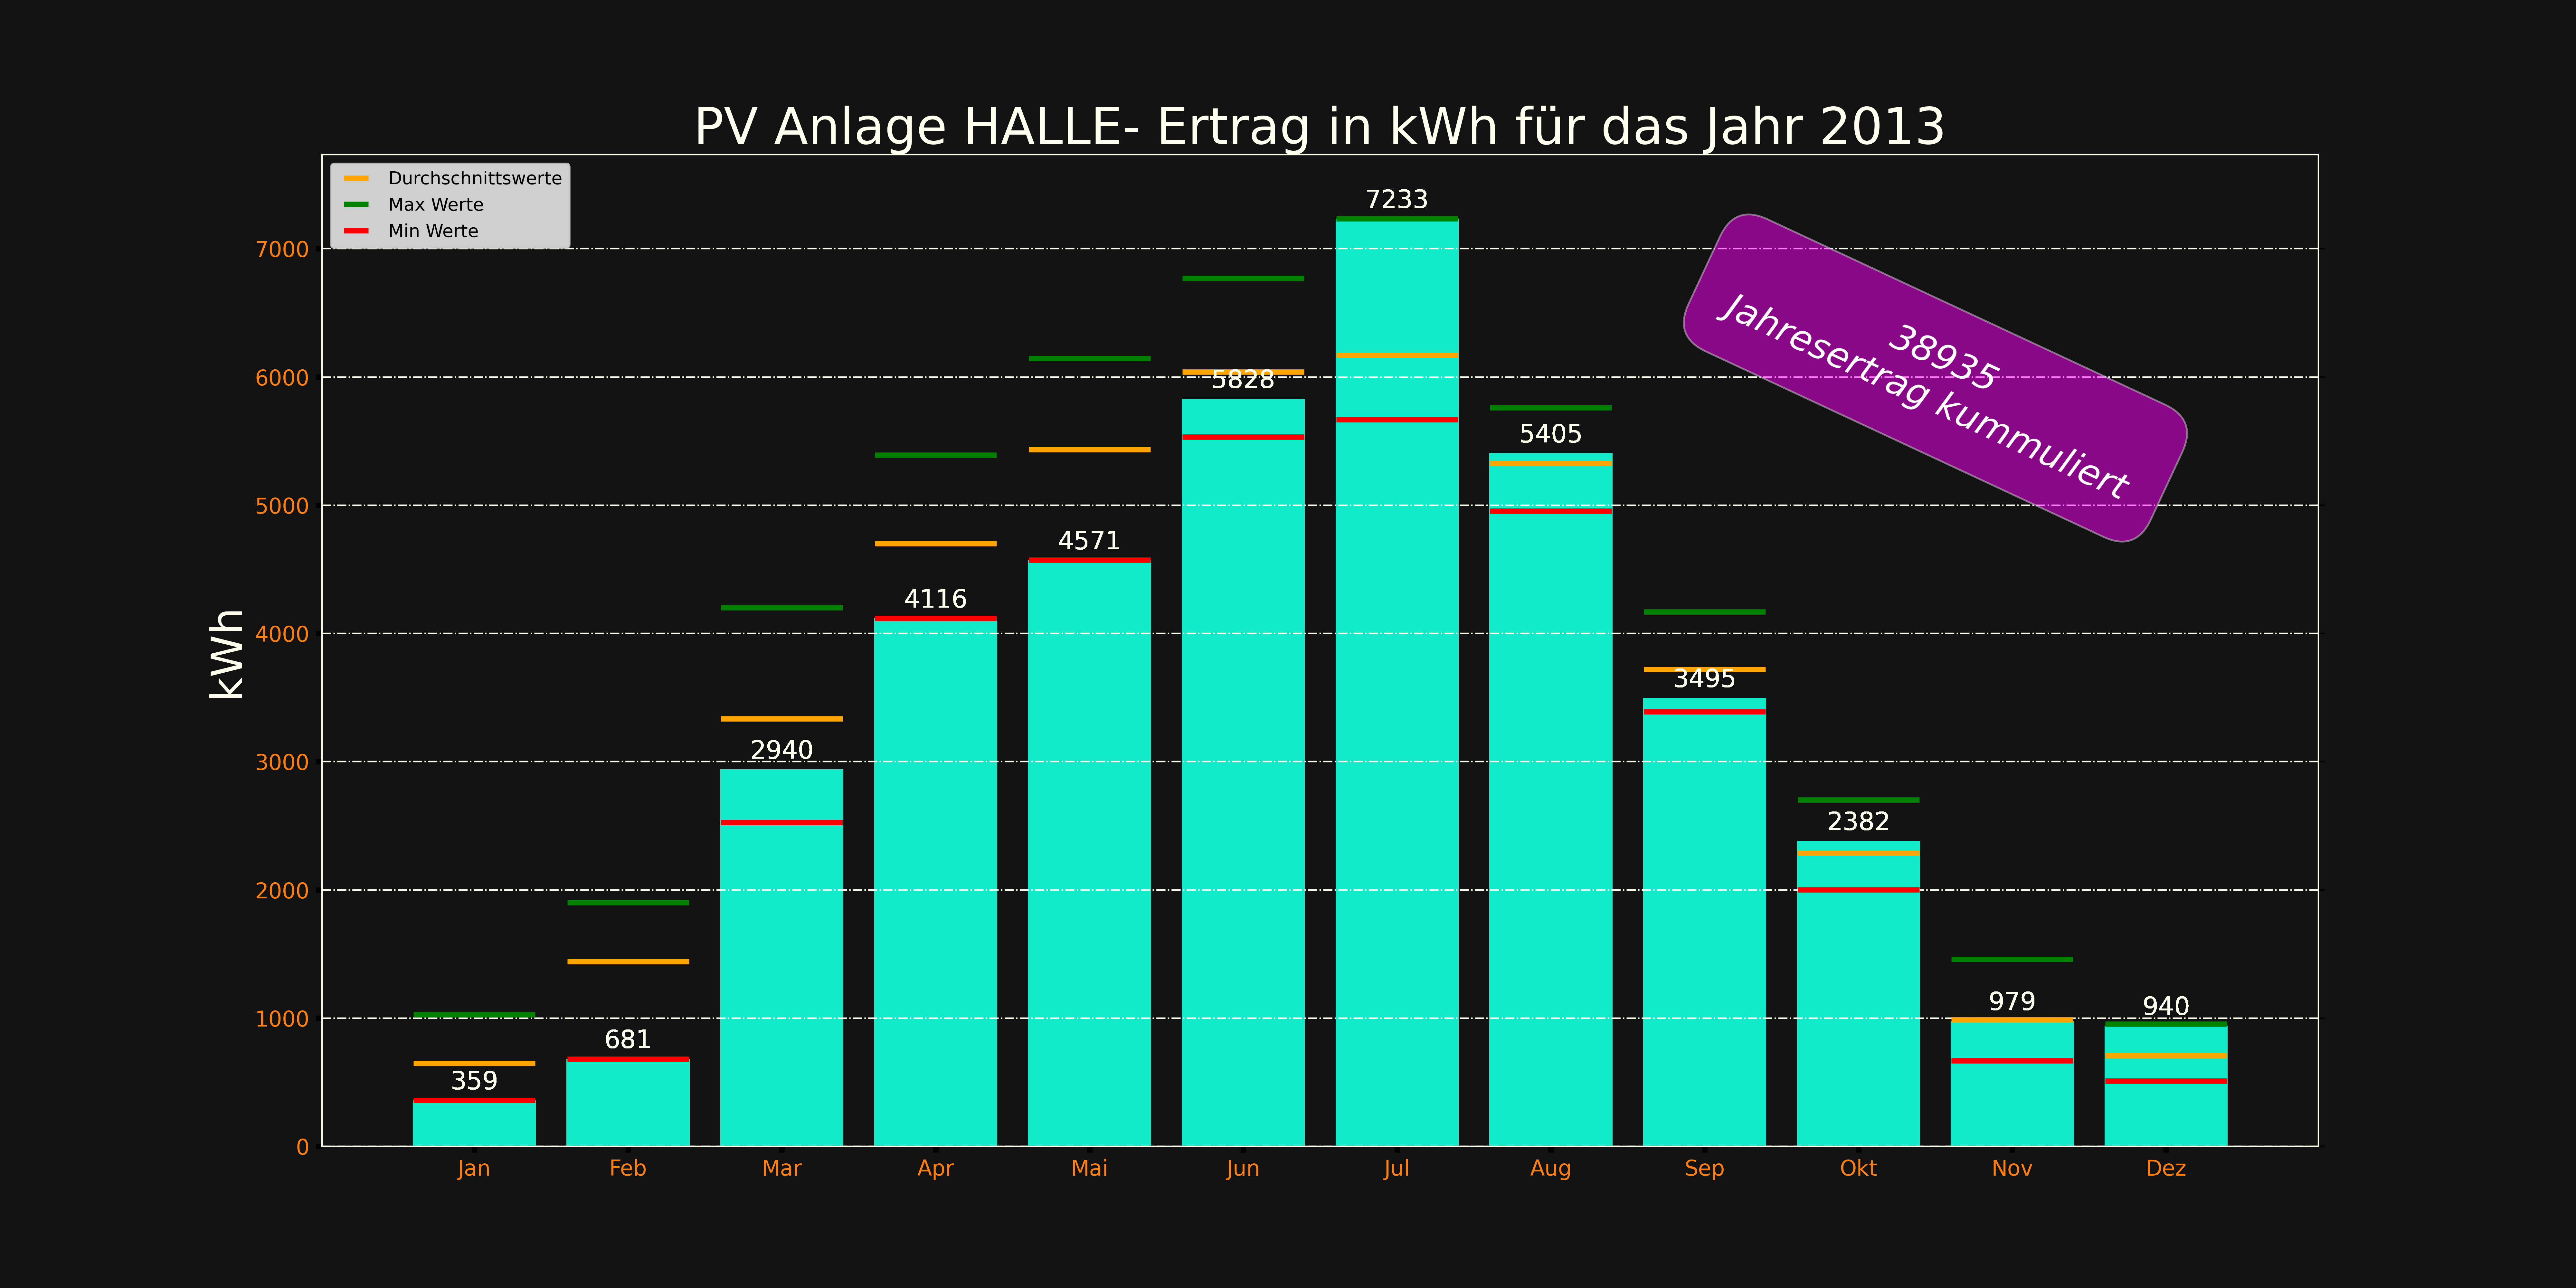 PV Anlage HALLE- Ertrag in kWh für das Jahr 2013
Durchschnittswerte
Max Werte
Min Werte
kWh
7000
6000
5000
4000
3000
2000
1000
0
359
681
2940
4116
4571
5828
7233
5405
3495
2382
979
940
38935
Jahresertrag kummuliert
Jan
Feb
Mar
Apr
Mai
Jun
Jul
Aug
Sep
Okt
Nov
Dez